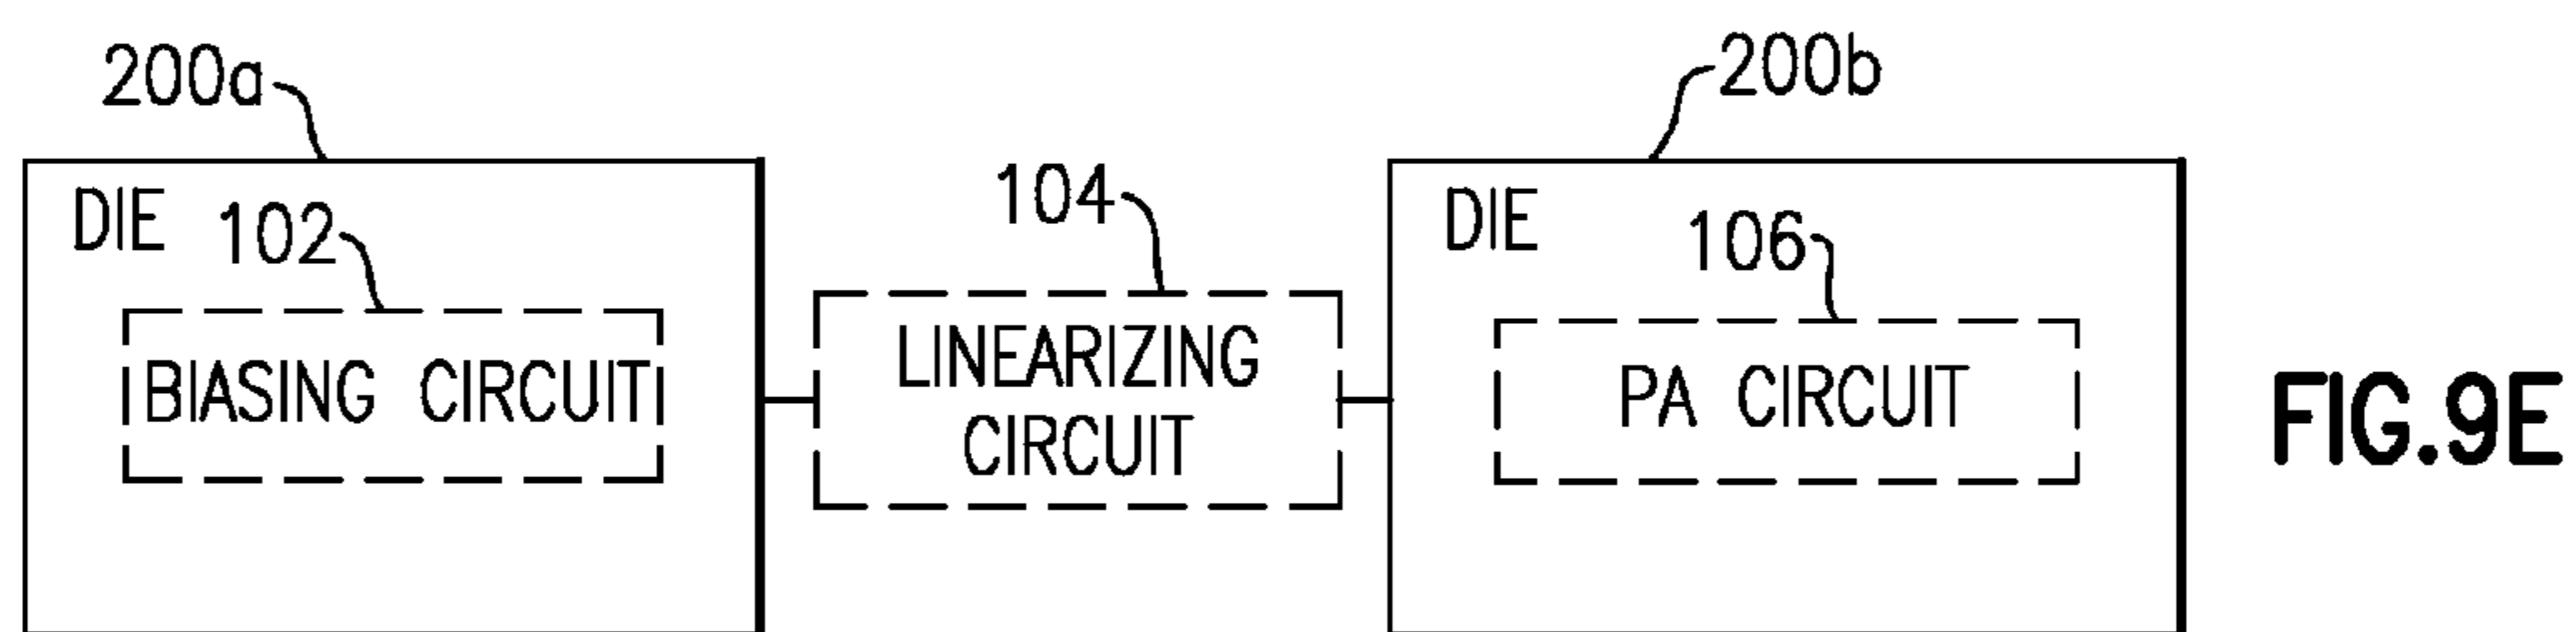 200a
DIE
102
BIASING CIRCUIT
104
LINEARIZING
CIRCUIT
200b
DIE
106
PA CIRCUIT
FIG.9E